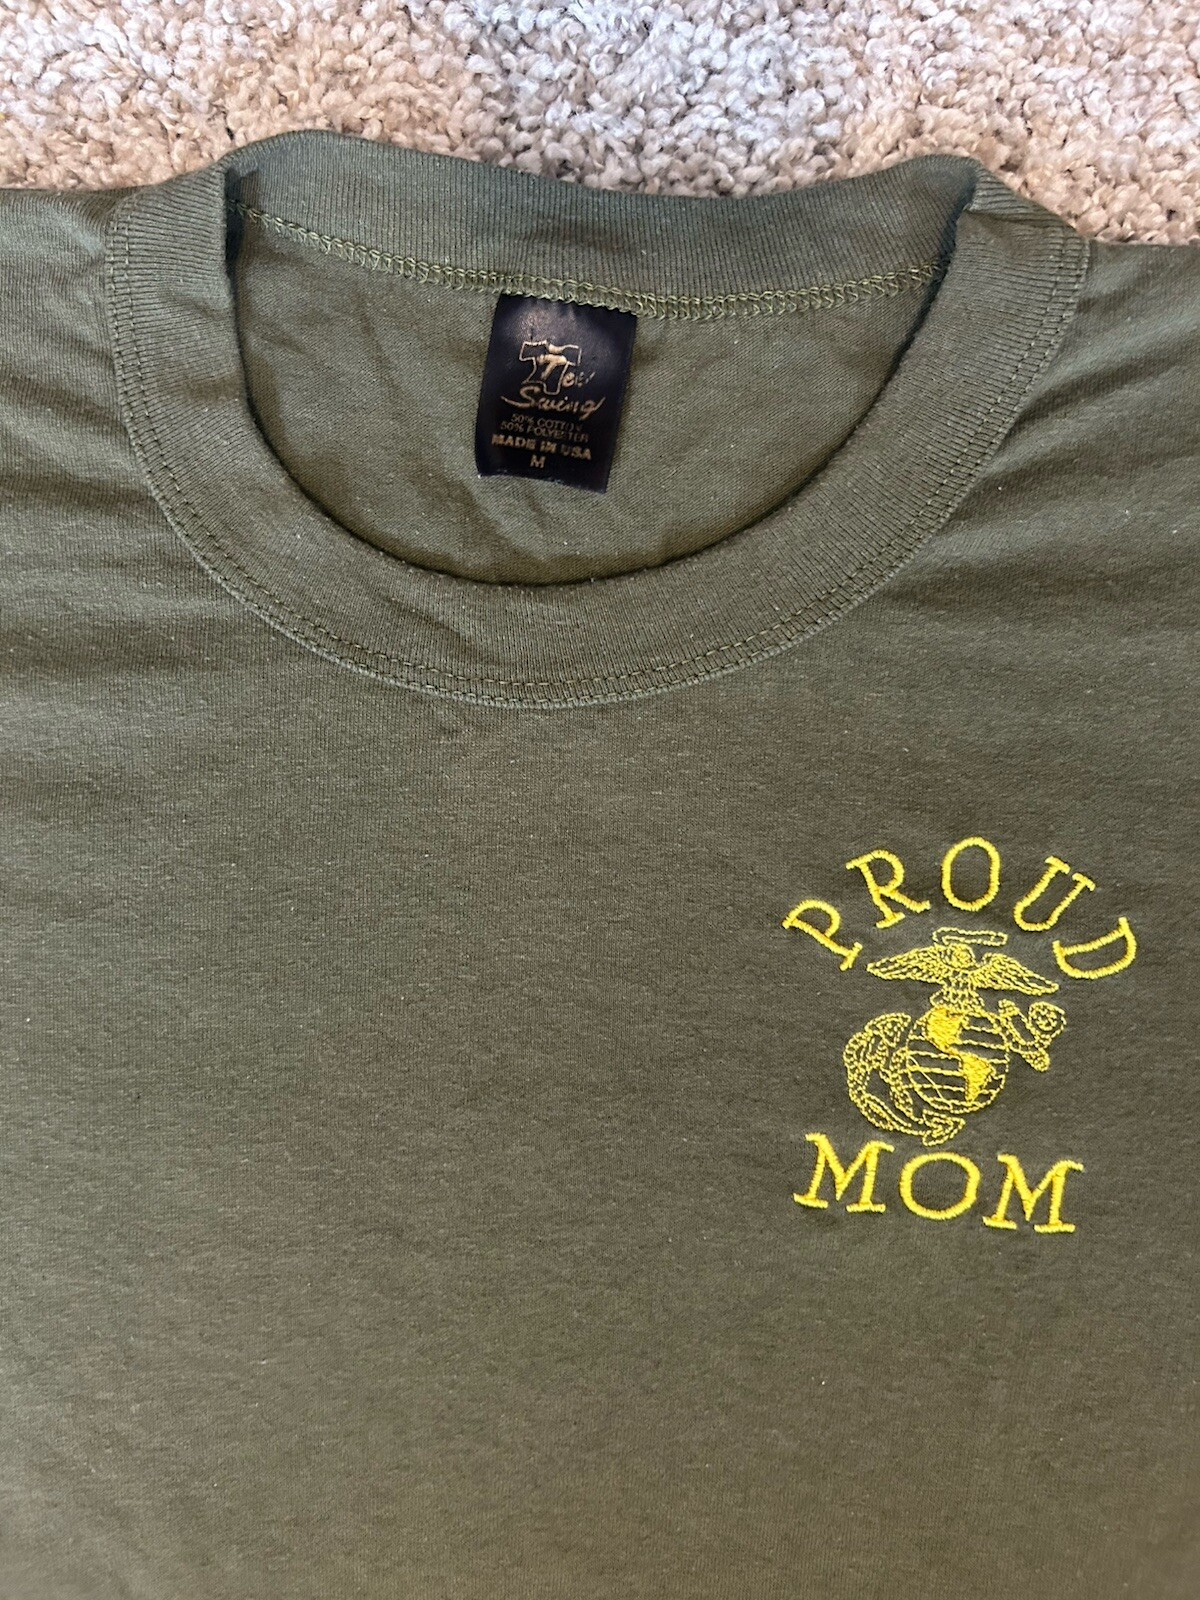 Tee
Swing
50% COTTON
50% POLYESTER
MADE IN USA
M
PROUD
MOM